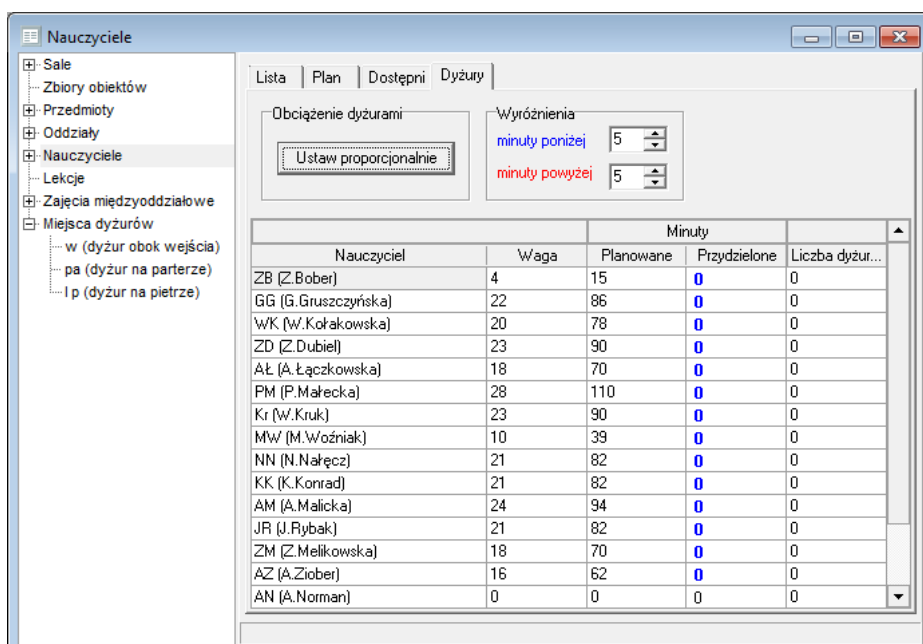 Nauczyciele
Sale
Zbiory obiektów
Przedmioty
Oddziały
Nauczyciele
Lekcje
Zajęcia międzyoddziałowe
Miejsca dyżurów
w (dyżur obok wejścia)
pa (dyżur na parterze)
I p (dyżur na pietrze)
Lista Plan Dostępni Dyżury
Obciążenie dyżurami
Ustaw proporcjonalnie
Wyróżnienia
minuty poniżej 5
minuty powyżej 5
Minuty
Nauczyciel Waga Planowane Przydzielone Liczba dyżur...
ZB (Z.Bober) 4 15 0 0
GG (G.Gruszczyńska) 22 86 0 0
WK (W.Kołakowska) 20 78 0 0
ZD (Z.Dubiel) 23 90 0 0
AŁ (A.Łączkowska) 18 70 0 0
PM (P.Małecka) 28 110 0 0
Kr (W.Kruk) 23 90 0 0
MW (M.Woźniak) 10 39 0 0
NN (N.Nałęcz) 21 82 0 0
KK (K.Konrad) 21 82 0 0
AM (A.Malicka) 24 94 0 0
JR (J.Rybak) 21 82 0 0
ZM (Z.Melikowska) 18 70 0 0
AZ (A.Ziober) 16 62 0 0
AN (A.Norman) 0 0 0 0